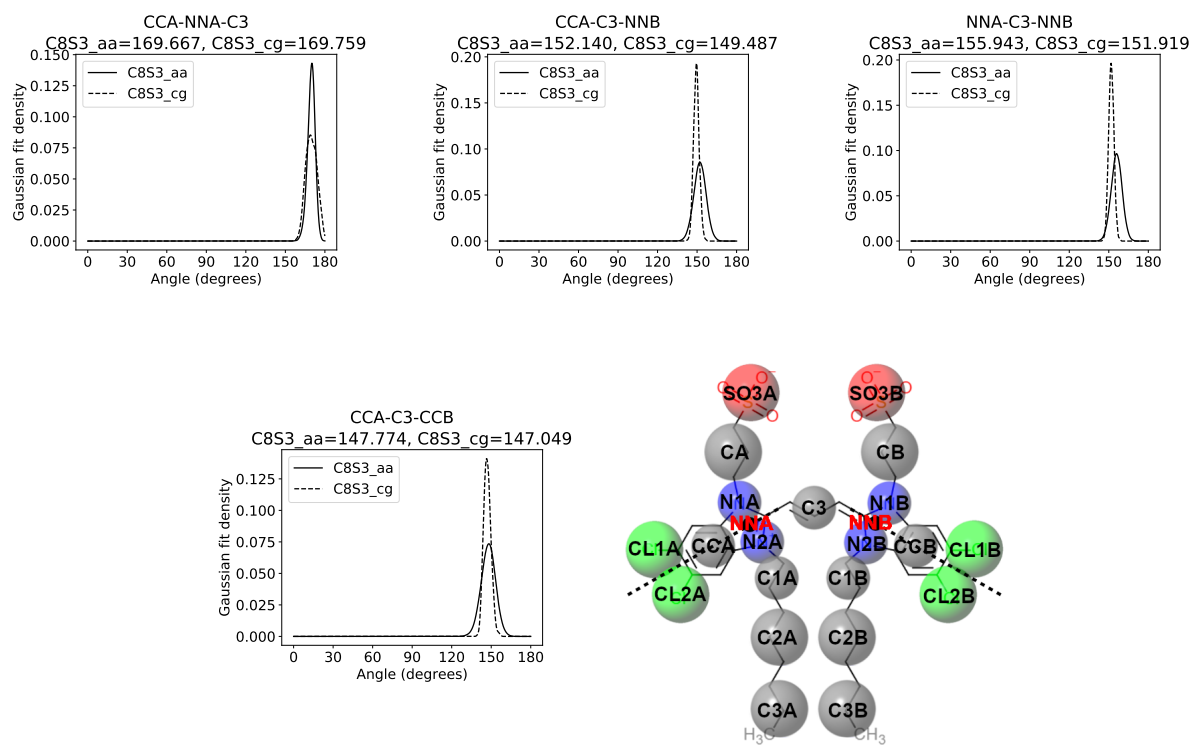 CCA-NNA-C3
C8S3_aa=169.667, C8S3_cg=169.759
0.150
0.125
0.100
0.075
0.050
0.025
0.000
Gaussian fit density
C8S3_aa
C8S3_cg
0 30 60 90 120 150 180
Angle (degrees)
CCA-C3-NNB
C8S3_aa=152.140, C8S3_cg=149.487
0.20
0.15
0.10
0.05
0.00
Gaussian fit density
C8S3_aa
C8S3_cg
0 30 60 90 120 150 180
Angle (degrees)
NNA-C3-NNB
C8S3_aa=155.943, C8S3_cg=151.919
0.20
0.15
0.10
0.05
0.00
Gaussian fit density
C8S3_aa
C8S3_cg
0 30 60 90 120 150 180
Angle (degrees)
CCA-C3-CCB
C8S3_aa=147.774, C8S3_cg=147.049
0.125
0.100
0.075
0.050
0.025
0.000
Gaussian fit density
C8S3_aa
C8S3_cg
0 30 60 90 120 150 180
Angle (degrees)
O⁻ O⁻
O SO3A SO3B O
O O
CA CB
N1A C3 N1B
NNA NNB
CL1A CCA N2A N2B CCB CL1B
C1A C1B
CL2A CL2B
C2A C2B
C3A C3B
H₃C CH₃